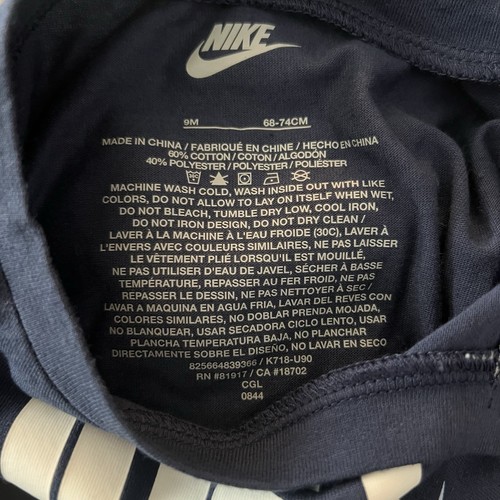 NIKE
9M 68-74CM
MADE IN CHINA / FABRIQUÉ EN CHINE / HECHO EN CHINA
60% COTTON / COTON / ALGODÓN
40% POLYESTER / POLYESTER / POLIÉSTER
MACHINE WASH COLD, WASH INSIDE OUT WITH LIKE
COLORS, DO NOT ALLOW TO LAY ON ITSELF WHEN WET,
DO NOT BLEACH, TUMBLE DRY LOW, COOL IRON,
DO NOT IRON DESIGN, DO NOT DRY CLEAN /
LAVER À LA MACHINE À L'EAU FROIDE (30C), LAVER À
L'ENVERS AVEC COULEURS SIMILAIRES, NE PAS LAISSER
LE VÊTEMENT PLIÉ LORSQU'IL EST MOUILLÉ,
NE PAS UTILISER D'EAU DE JAVEL, SÉCHER À BASSE
TEMPÉRATURE, REPASSER AU FER FROID, NE PAS
REPASSER LE DESSIN, NE PAS NETTOYER À SEC /
LAVAR A MAQUINA EN AGUA FRIA, LAVAR DEL REVES CON
COLORES SIMILARES, NO DOBLAR PRENDA MOJADA,
NO BLANQUEAR, USAR SECADORA CICLO LENTO, USAR
PLANCHA TEMPERATURA BAJA, NO PLANCHAR
DIRECTAMENTE SOBRE EL DISEÑO, NO LAVAR EN SECO
825664839366 / K718-U90
RN #81917 / CA #18702
CGL
0844